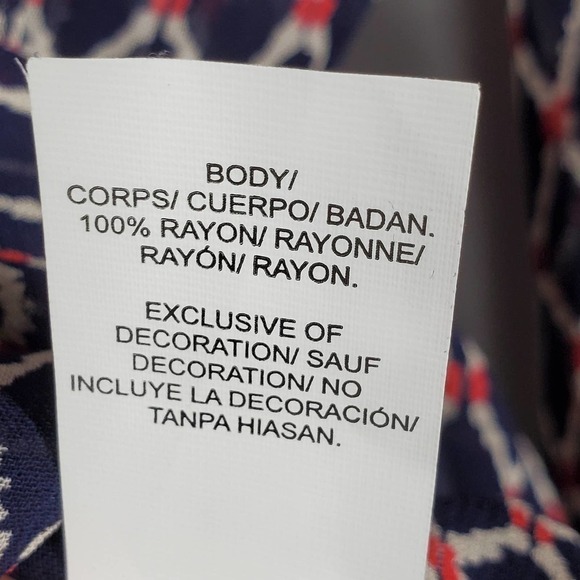 BODY/
CORPS/ CUERPO/ BADAN.
100% RAYON/ RAYONNE/
RAYÓN/ RAYON.
EXCLUSIVE OF
DECORATION/ SAUF
DECORATION/ NO
INCLUYE LA DECORACIÓN/
TANPA HIASAN.